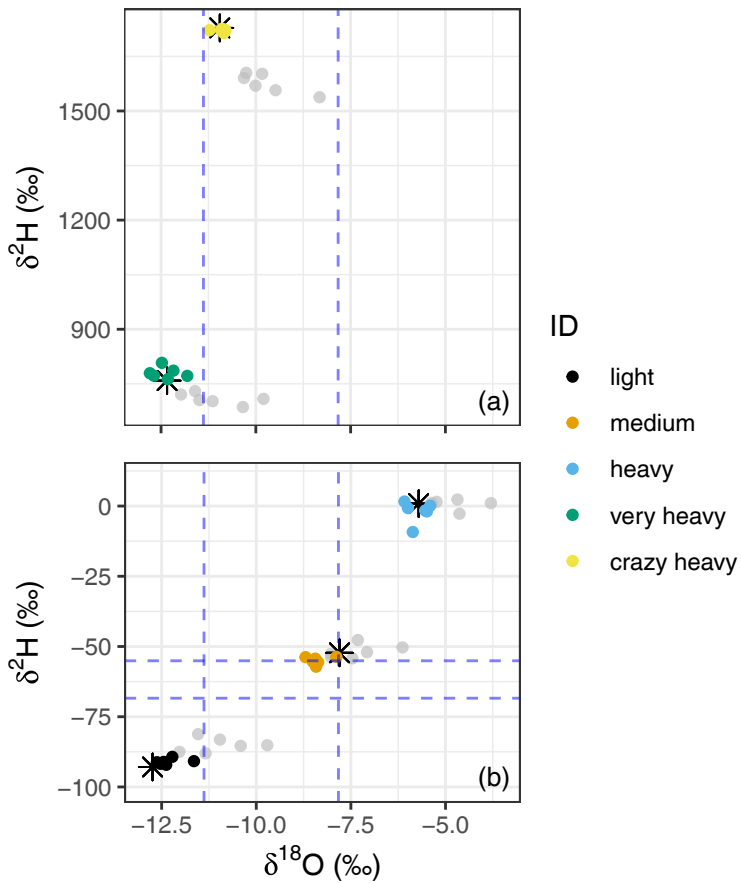 1500
1200
900
δ²H (‰)
(a)
ID
light
medium
heavy
very heavy
crazy heavy
0
−25
−50
−75
−100
δ²H (‰)
(b)
−12.5 −10.0 −7.5 −5.0
δ¹⁸O (‰)